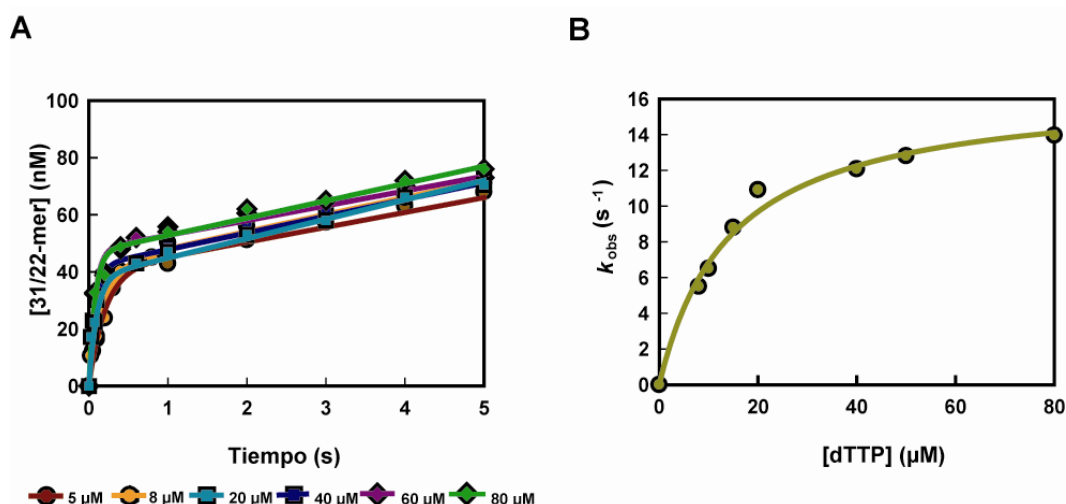 A
B
[31/22-mer] (nM)
100
80
60
40
20
0
0
1
2
3
4
5
Tiempo (s)
5 µM
8 µM
20 µM
40 µM
60 µM
80 µM
k obs (s -1)
16
14
12
10
8
6
4
2
0
0
20
40
60
80
[dTTP] (µM)